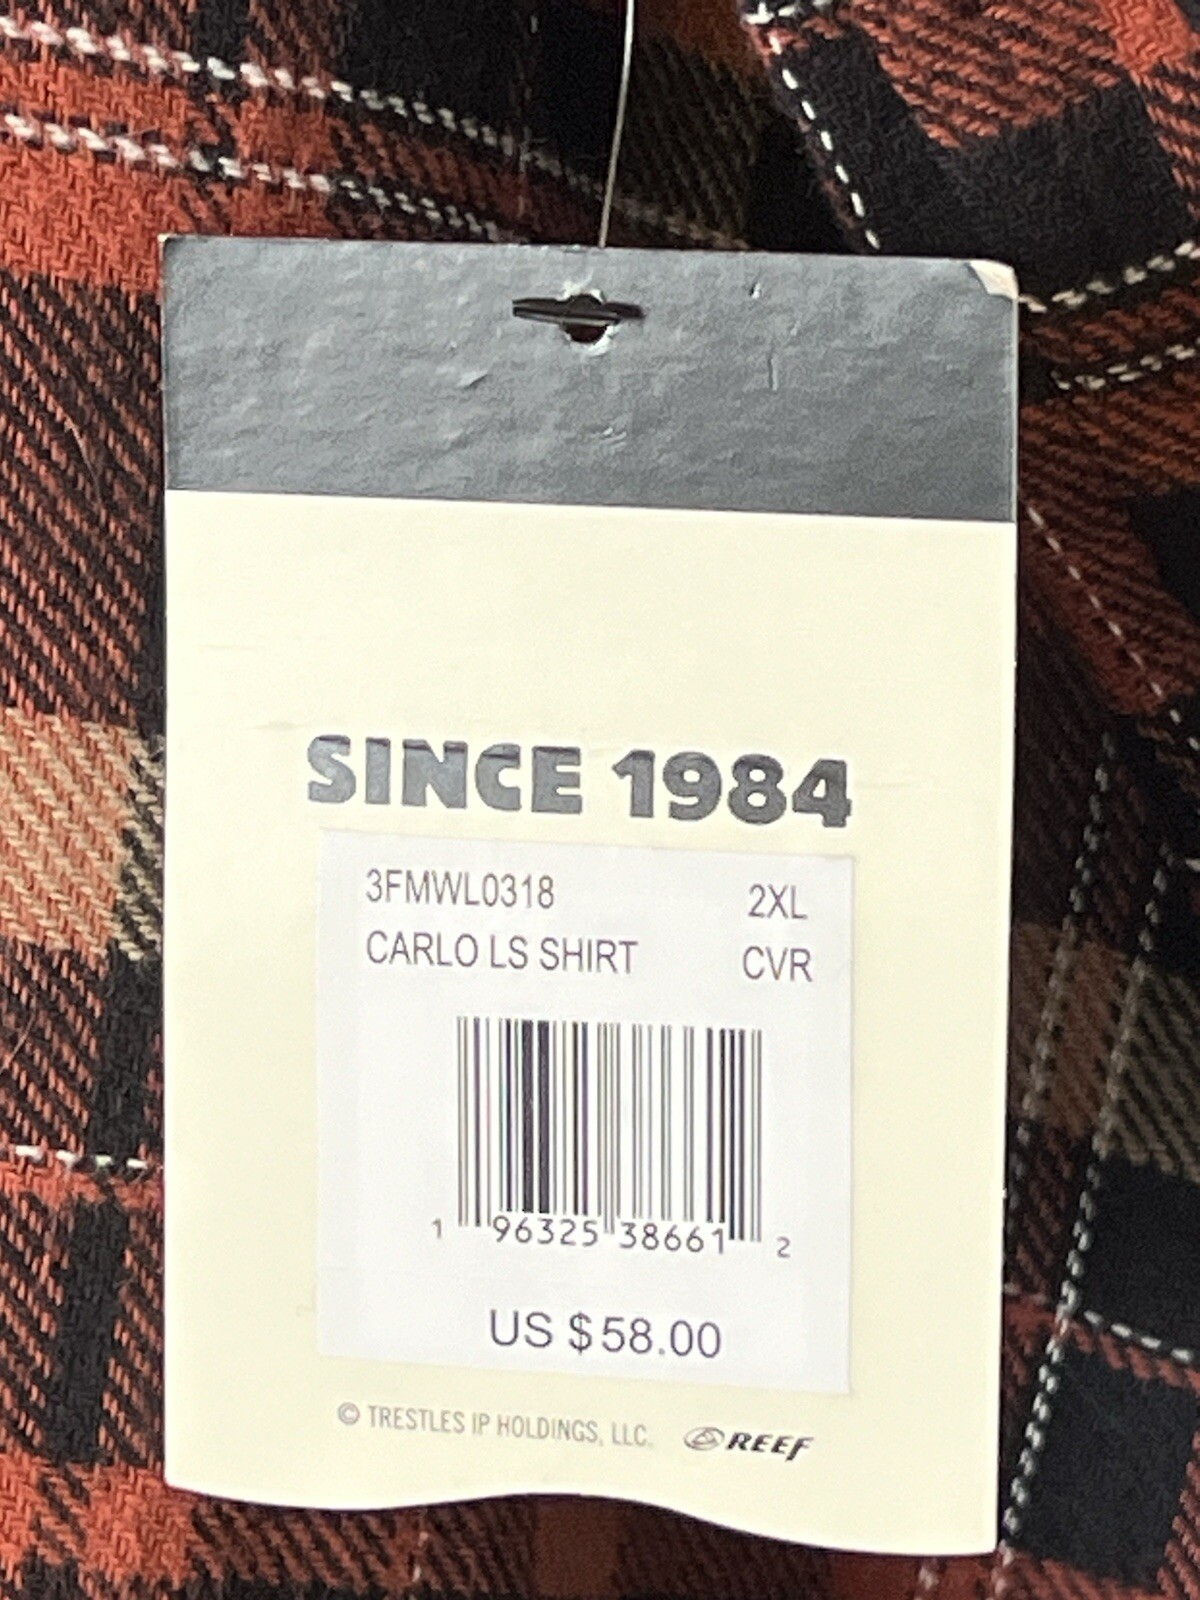 SINCE 1984
3FMWL0318 2XL
CARLO LS SHIRT CVR
1 96325 38661 2
US $58.00
© TRESTLES IP HOLDINGS, LLC. REEF